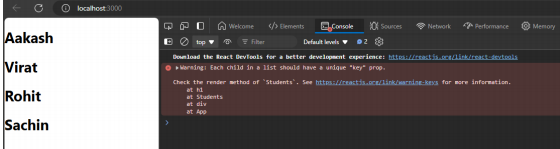 localhost:3000
Aakash
Virat
Rohit
Sachin
Welcome
Elements
Console
Sources
Network
Performance
Memory
top
Filter
Default levels
2
Download the React DevTools for a better development experience: https://reactjs.org/link/react-devtools
Warning: Each child in a list should have a unique "key" prop.
Check the render method of `Students`. See https://reactjs.org/link/warning-keys for more information.
at h1
at Students
at div
at App